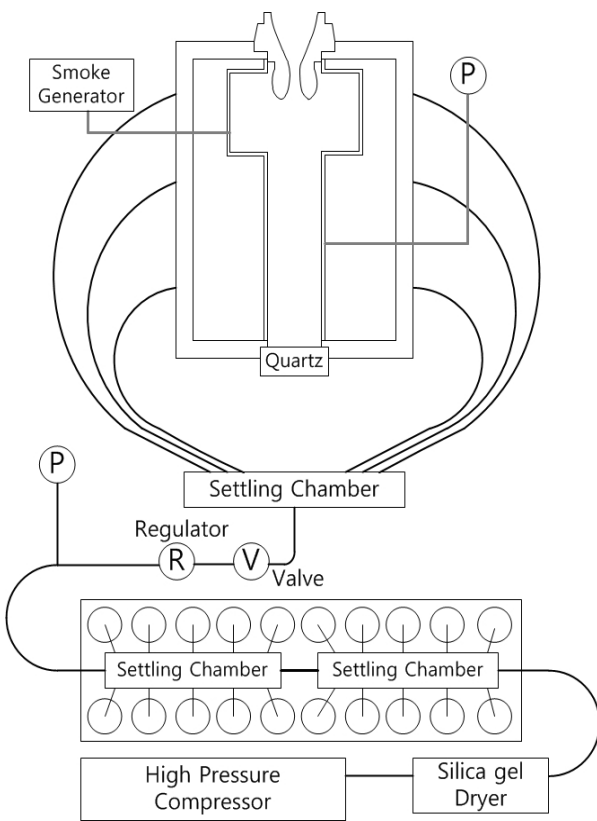 Smoke
Generator
P
Quartz
P
Settling Chamber
Regulator
R
V
Valve
Settling Chamber
Settling Chamber
High Pressure
Compressor
Silica gel
Dryer